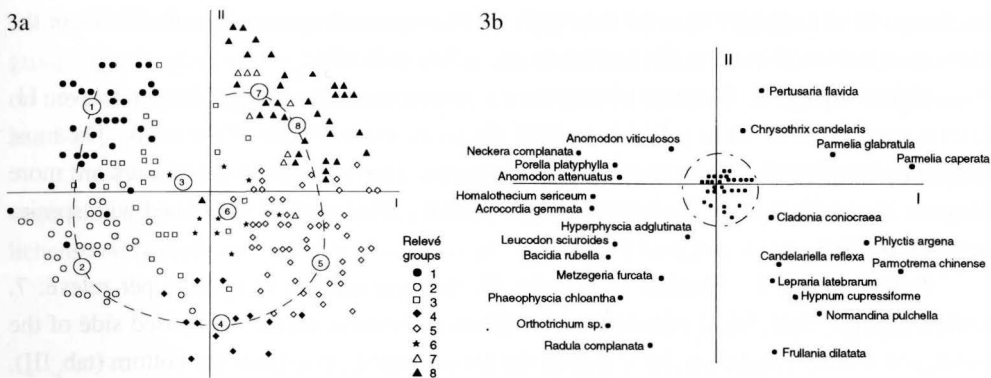 3a
II
I
1
2
3
4
5
6
7
8
Relevé
groups
1
2
3
4
5
6
7
8
3b
II
I
Pertusaria flavida
Chrysothrix candelaris
Anomodon viticulosus
Parmelia glabratula
Neckera complanata
Parmelia caperata
Porella platyphylla
Anomodon attenuatus
Homalothecium sericeum
Acrocordia gemmata
Cladonia coniocraea
Hyperphyscia adglutinata
Phlyctis argena
Leucodon sciuroides
Bacidia rubella
Candelariella reflexa
Parmotrema chinense
Metzegeria furcata
Lepraria latebrarum
Phaeophyscia chloantha
Hypnum cupressiforme
Normandina pulchella
Orthotrichum sp.
Radula complanata
Frullania dilatata